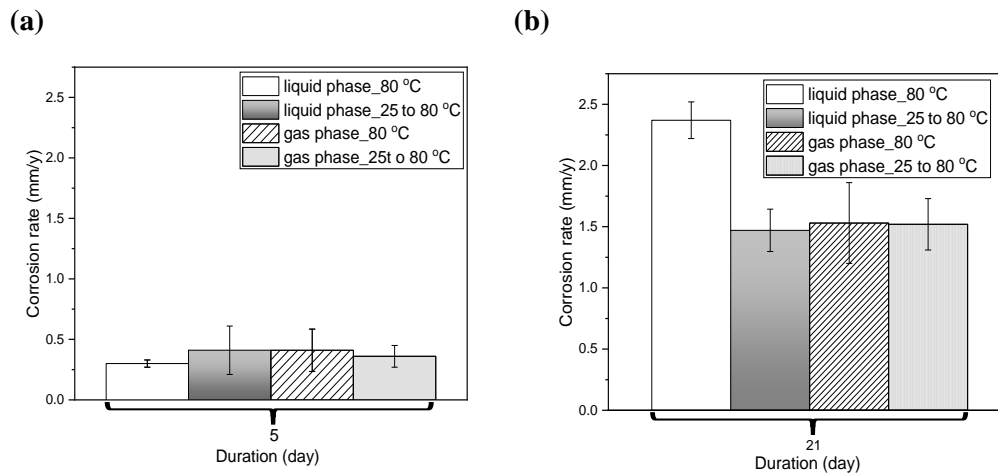 (a)
(b)
Corrosion rate (mm/y)
2.5
2.0
1.5
1.0
0.5
0.0
liquid phase_80 °C
liquid phase_25 to 80 °C
gas phase_80 °C
gas phase_25t o 80 °C
5
Duration (day)
Corrosion rate (mm/y)
2.5
2.0
1.5
1.0
0.5
0.0
liquid phase_80 °C
liquid phase_25 to 80 °C
gas phase_80 °C
gas phase_25 to 80 °C
21
Duration (day)